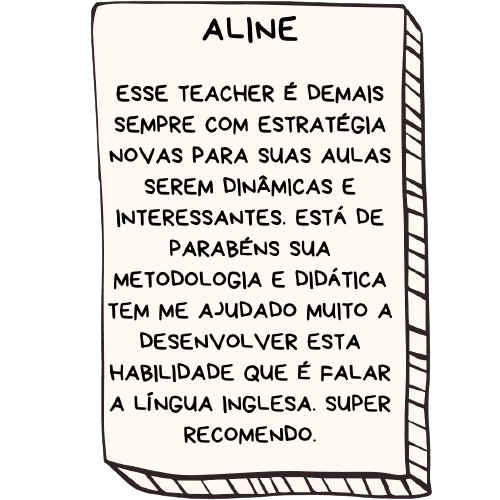 ALINE
ESSE TEACHER É DEMAIS
SEMPRE COM ESTRATÉGIA
NOVAS PARA SUAS AULAS
SEREM DINÂMICAS E
INTERESSANTES. ESTÁ DE
PARABÉNS SUA
METODOLOGIA E DIDÁTICA
TEM ME AJUDADO MUITO A
DESENVOLVER ESTA
HABILIDADE QUE É FALAR
A LÍNGUA INGLESA. SUPER
RECOMENDO.